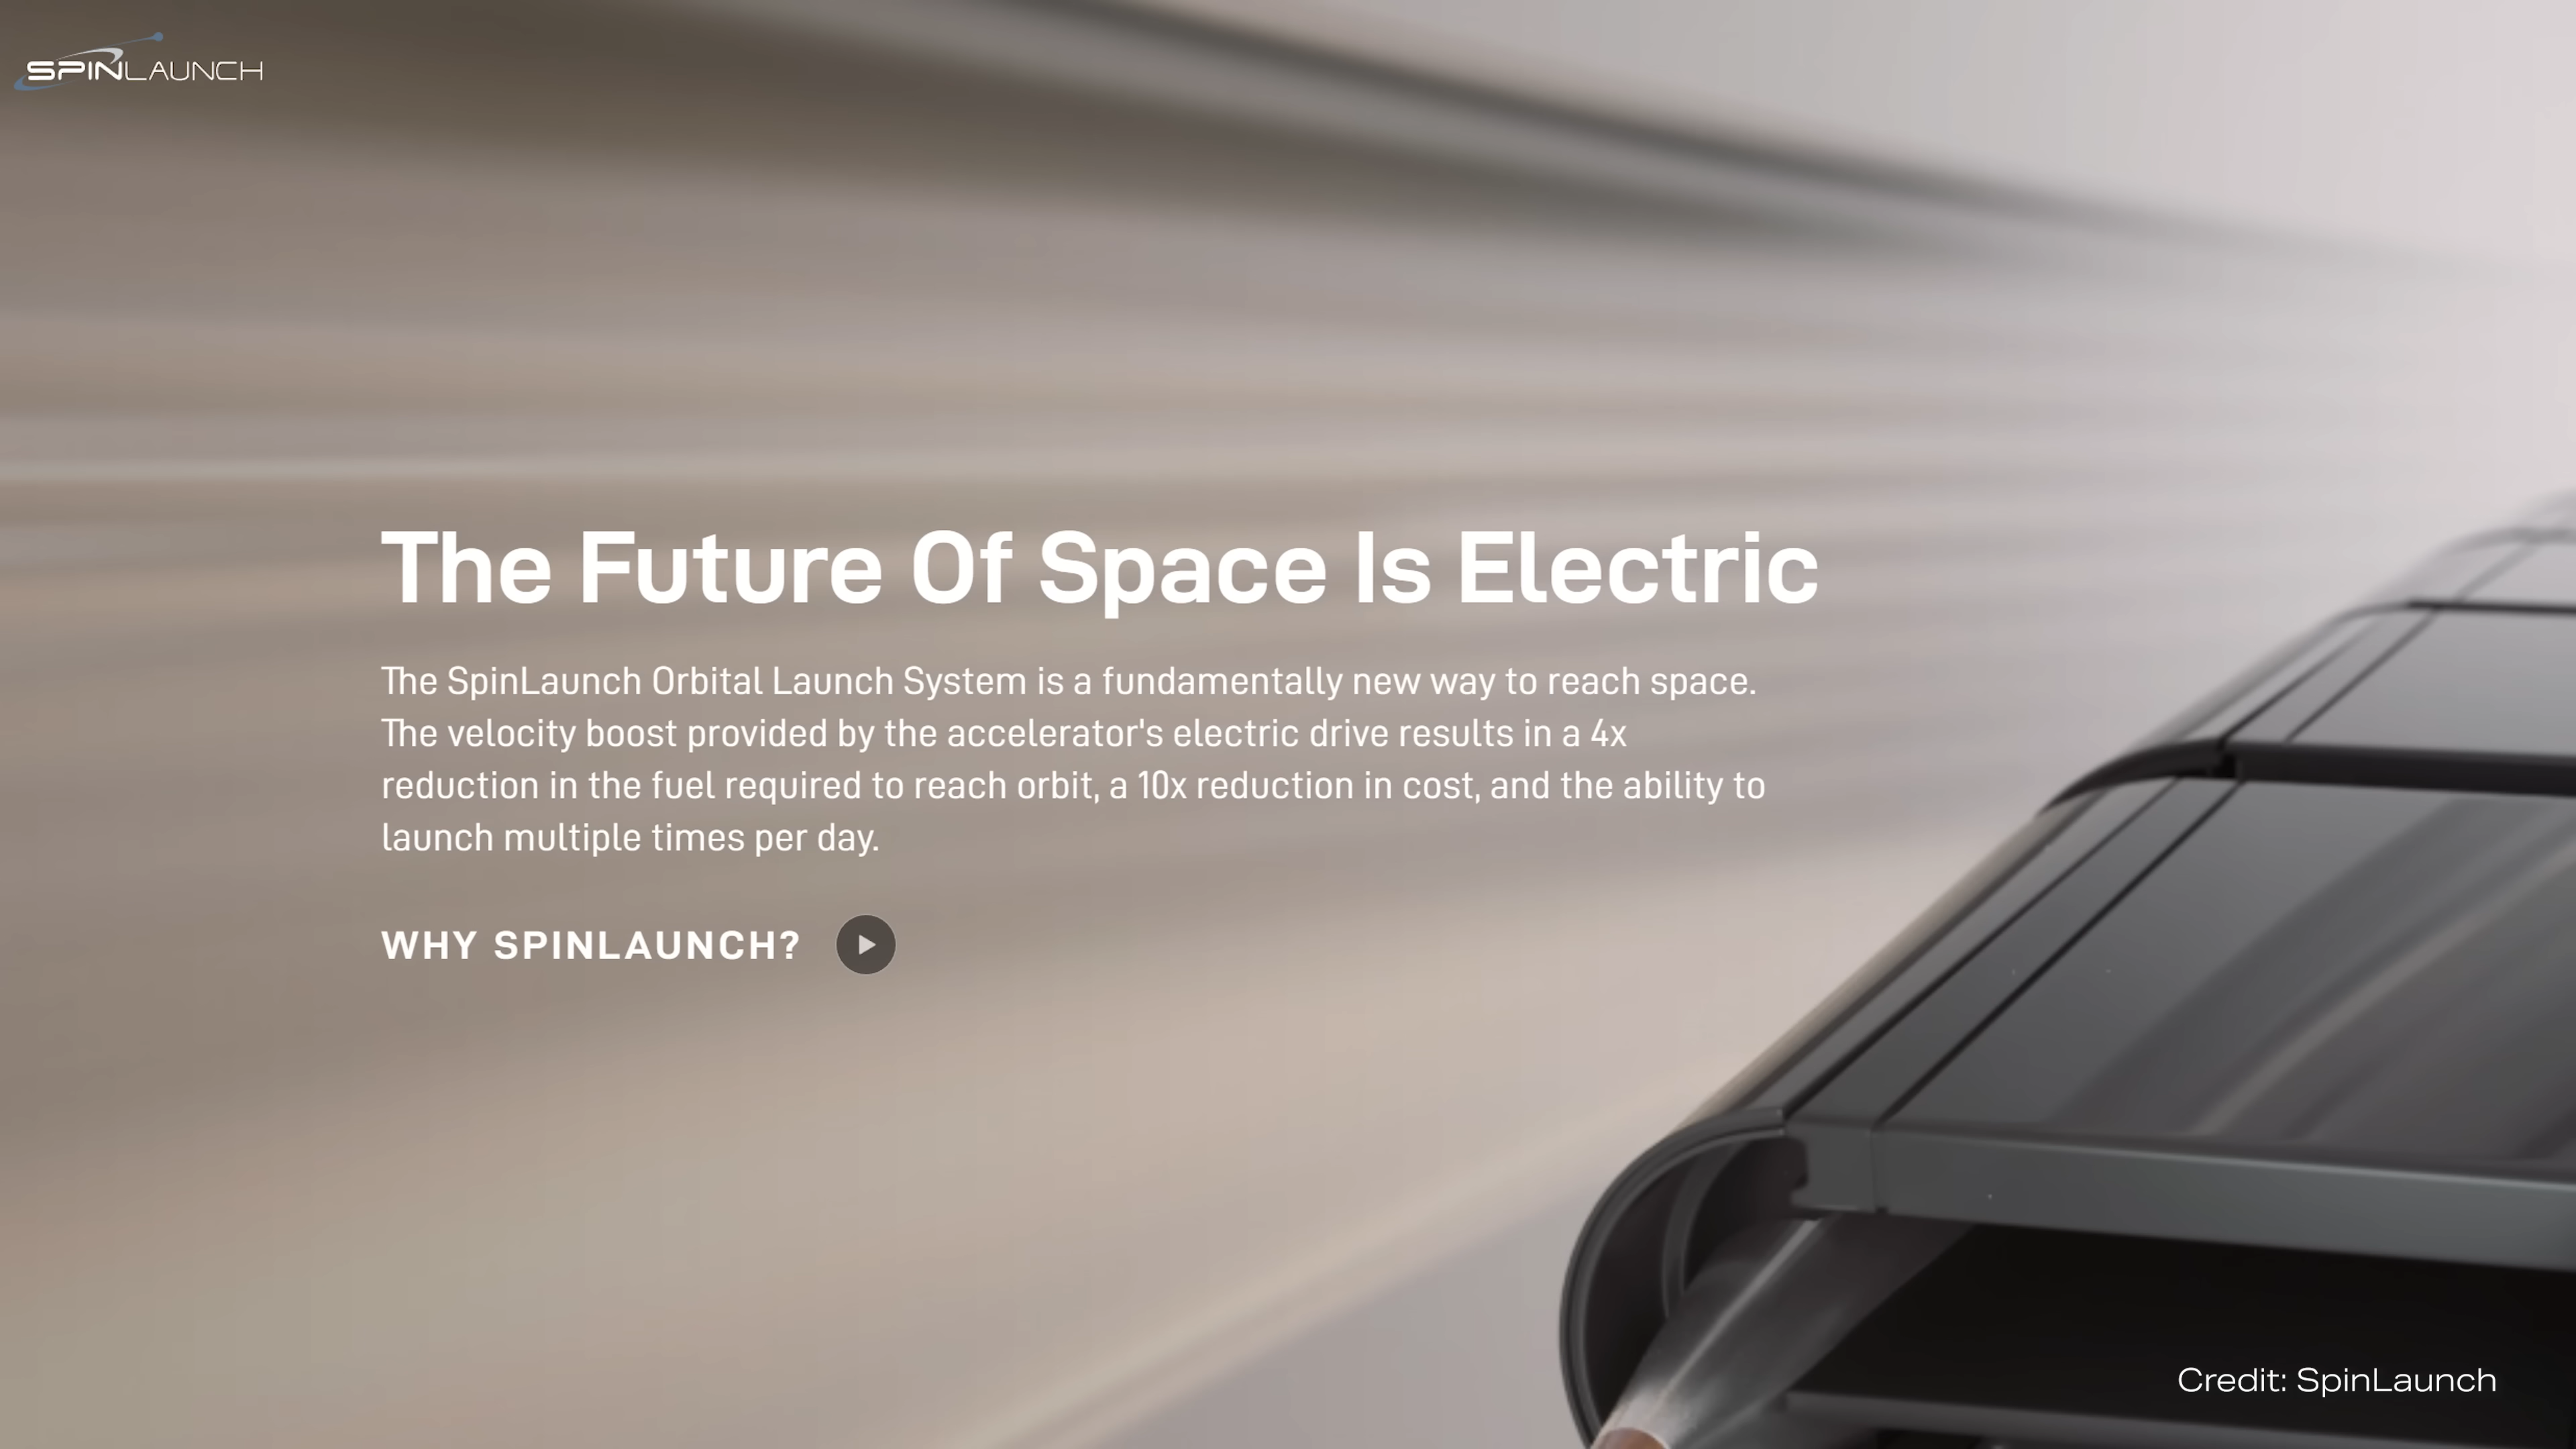 SPINLAUNCH
The Future Of Space Is Electric
The SpinLaunch Orbital Launch System is a fundamentally new way to reach space.
The velocity boost provided by the accelerator's electric drive results in a 4x
reduction in the fuel required to reach orbit, a 10x reduction in cost, and the ability to
launch multiple times per day.
WHY SPINLAUNCH?
Credit: SpinLaunch